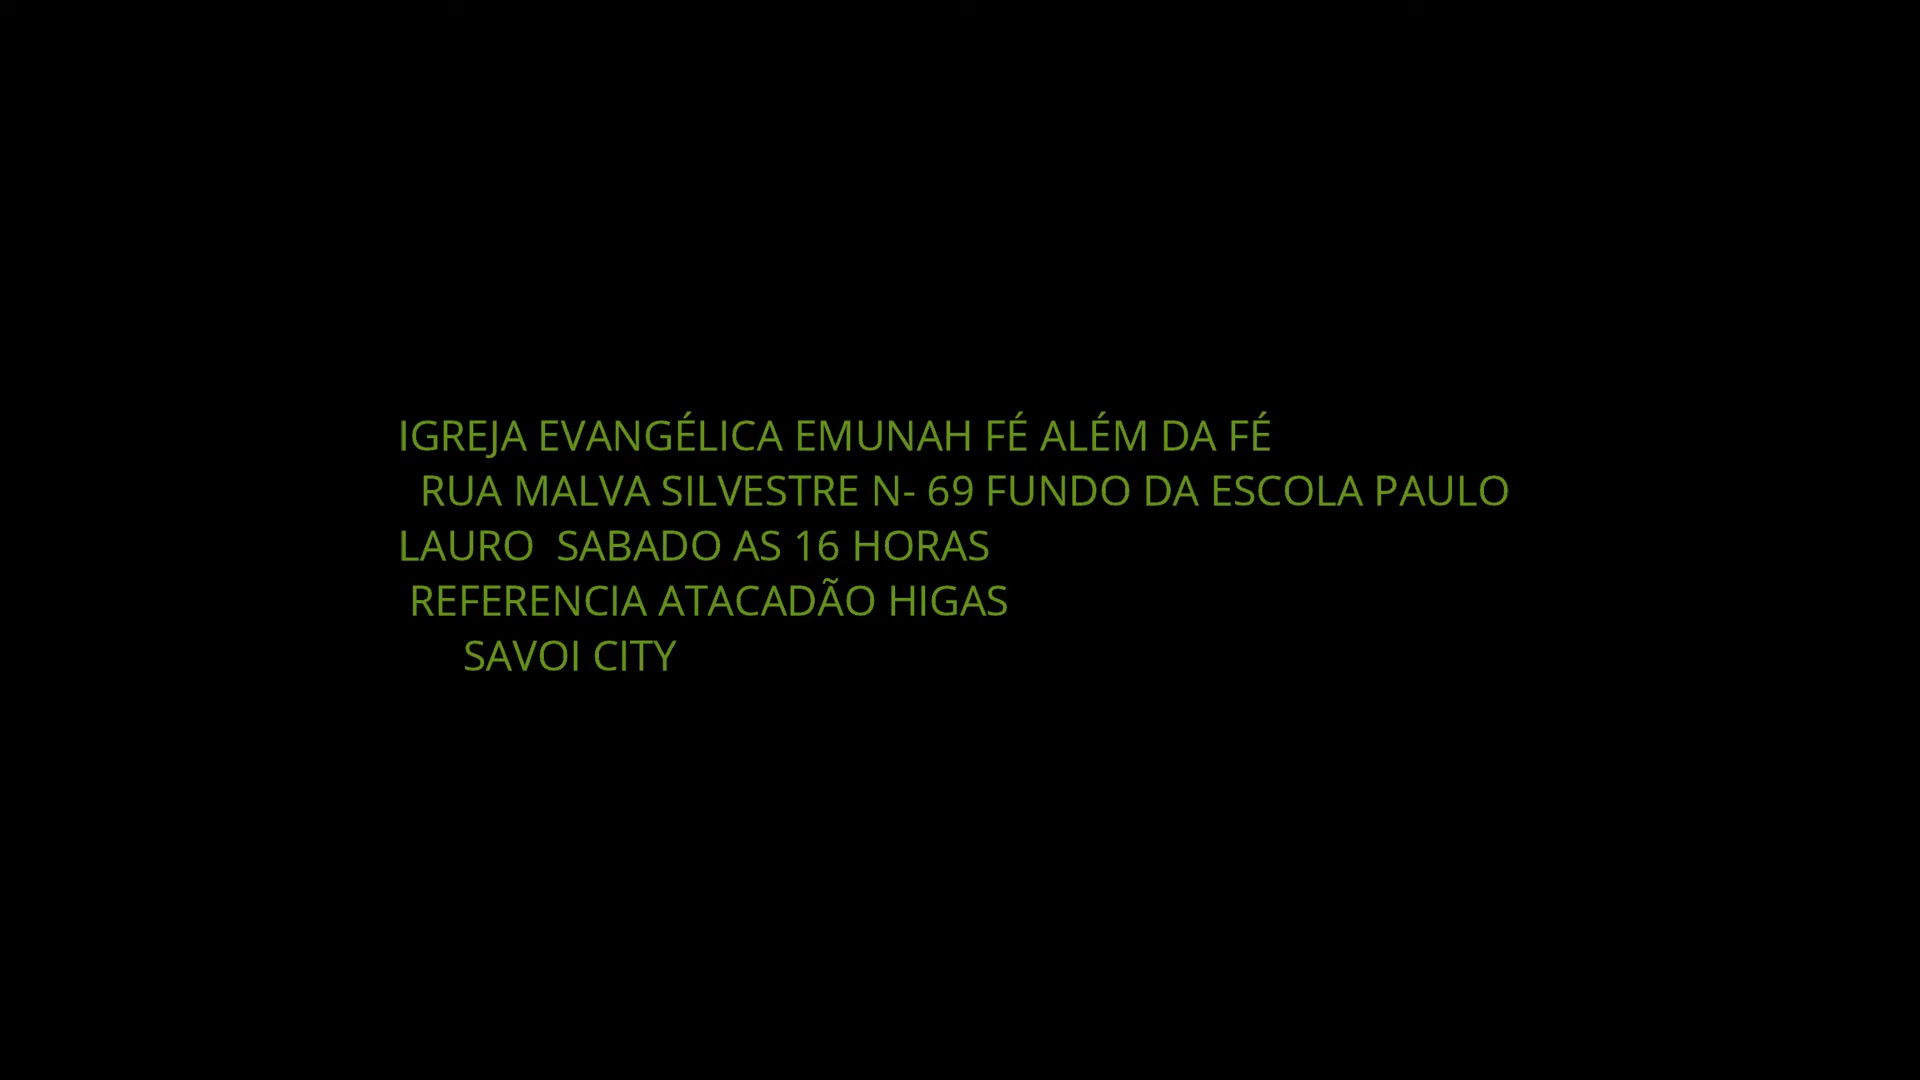 IGREJA EVANGÉLICA EMUNAH FÉ ALÉM DA FÉ
RUA MALVA SILVESTRE N- 69 FUNDO DA ESCOLA PAULO
LAURO  SABADO AS 16 HORAS
REFERENCIA ATACADÃO HIGAS
SAVOI CITY